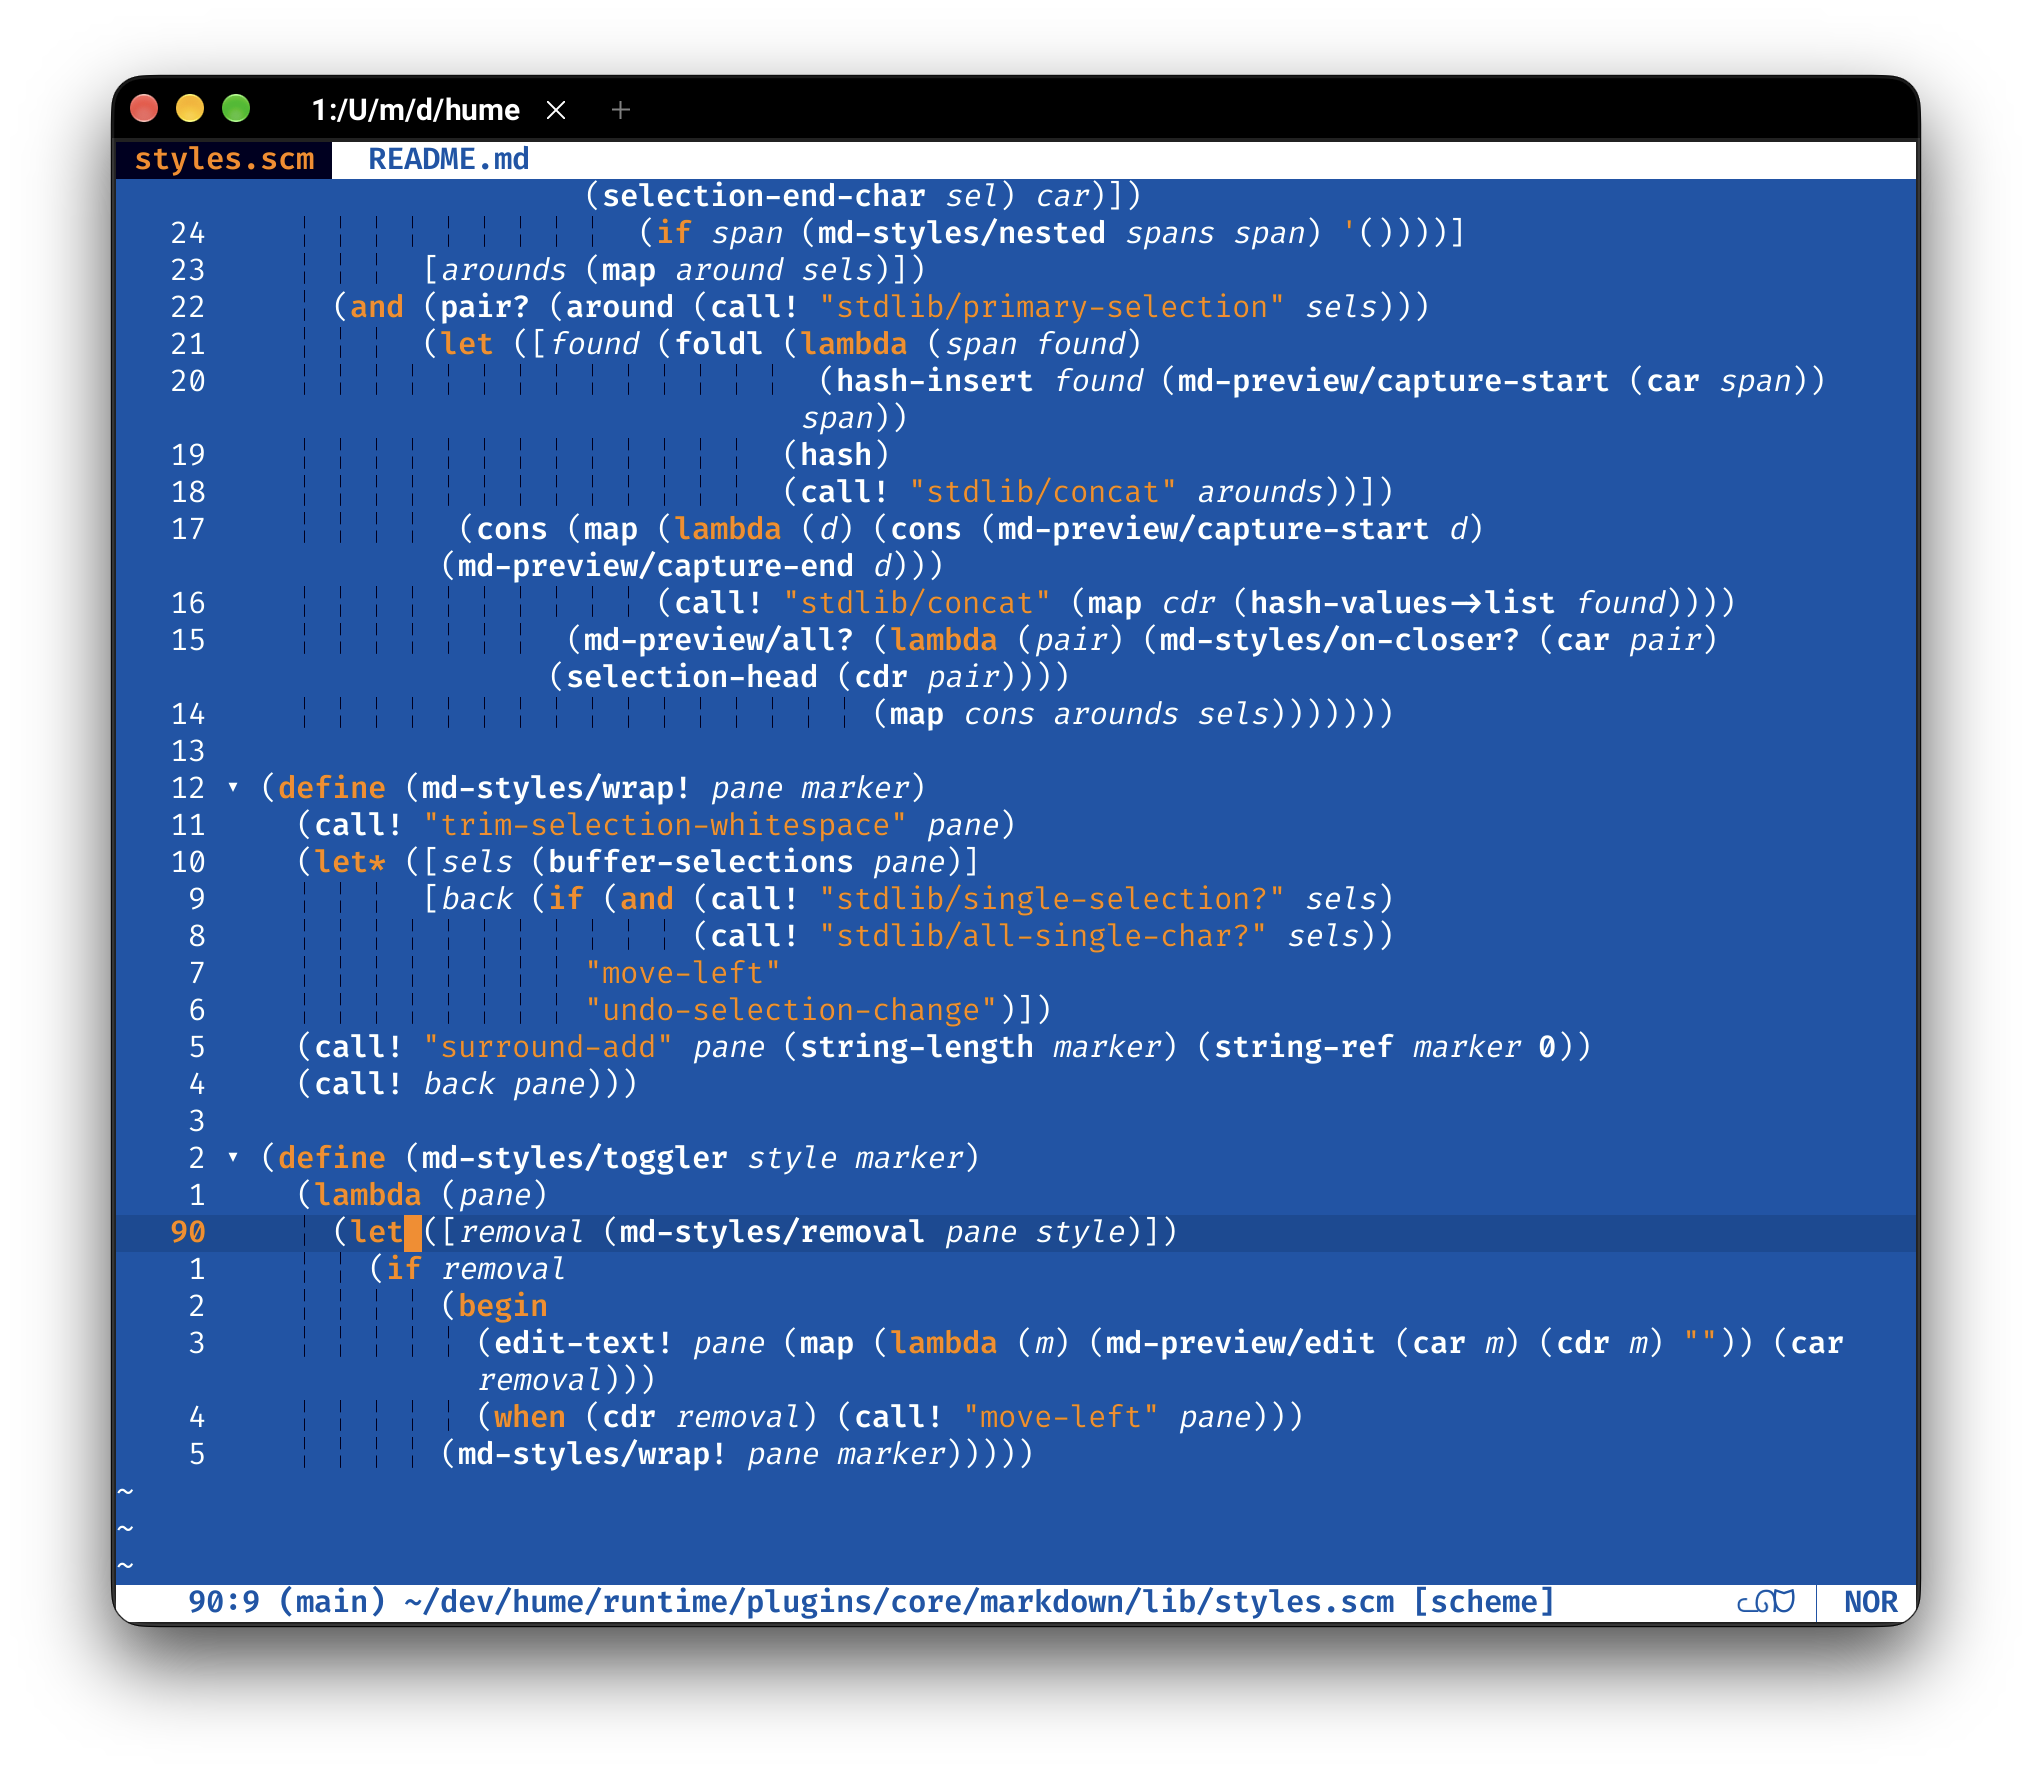 1:/U/m/d/hume × +
styles.scm README.md
(selection-end-char sel) car)])
24 (if span (md-styles/nested spans span) '())))]
23 [arounds (map around sels)])
22 (and (pair? (around (call! "stdlib/primary-selection" sels)))
21 (let ([found (foldl (lambda (span found)
20 (hash-insert found (md-preview/capture-start (car span))
span))
19 (hash)
18 (call! "stdlib/concat" arounds))])
17 (cons (map (lambda (d) (cons (md-preview/capture-start d)
(md-preview/capture-end d)))
16 (call! "stdlib/concat" (map cdr (hash-values->list found))))
15 (md-preview/all? (lambda (pair) (md-styles/on-closer? (car pair)
(selection-head (cdr pair))))
14 (map cons arounds sels)))))))
13
12 ▾ (define (md-styles/wrap! pane marker)
11 (call! "trim-selection-whitespace" pane)
10 (let* ([sels (buffer-selections pane)]
9 [back (if (and (call! "stdlib/single-selection?" sels)
8 (call! "stdlib/all-single-char?" sels))
7 "move-left"
6 "undo-selection-change")])
5 (call! "surround-add" pane (string-length marker) (string-ref marker 0))
4 (call! back pane)))
3
2 ▾ (define (md-styles/toggler style marker)
1 (lambda (pane)
90 (let ([removal (md-styles/removal pane style)])
1 (if removal
2 (begin
3 (edit-text! pane (map (lambda (m) (md-preview/edit (car m) (cdr m) "")) (car
removal)))
4 (when (cdr removal) (call! "move-left" pane)))
5 (md-styles/wrap! pane marker)))))
~
~
~
90:9 (main) ~/dev/hume/runtime/plugins/core/markdown/lib/styles.scm [scheme] NOR